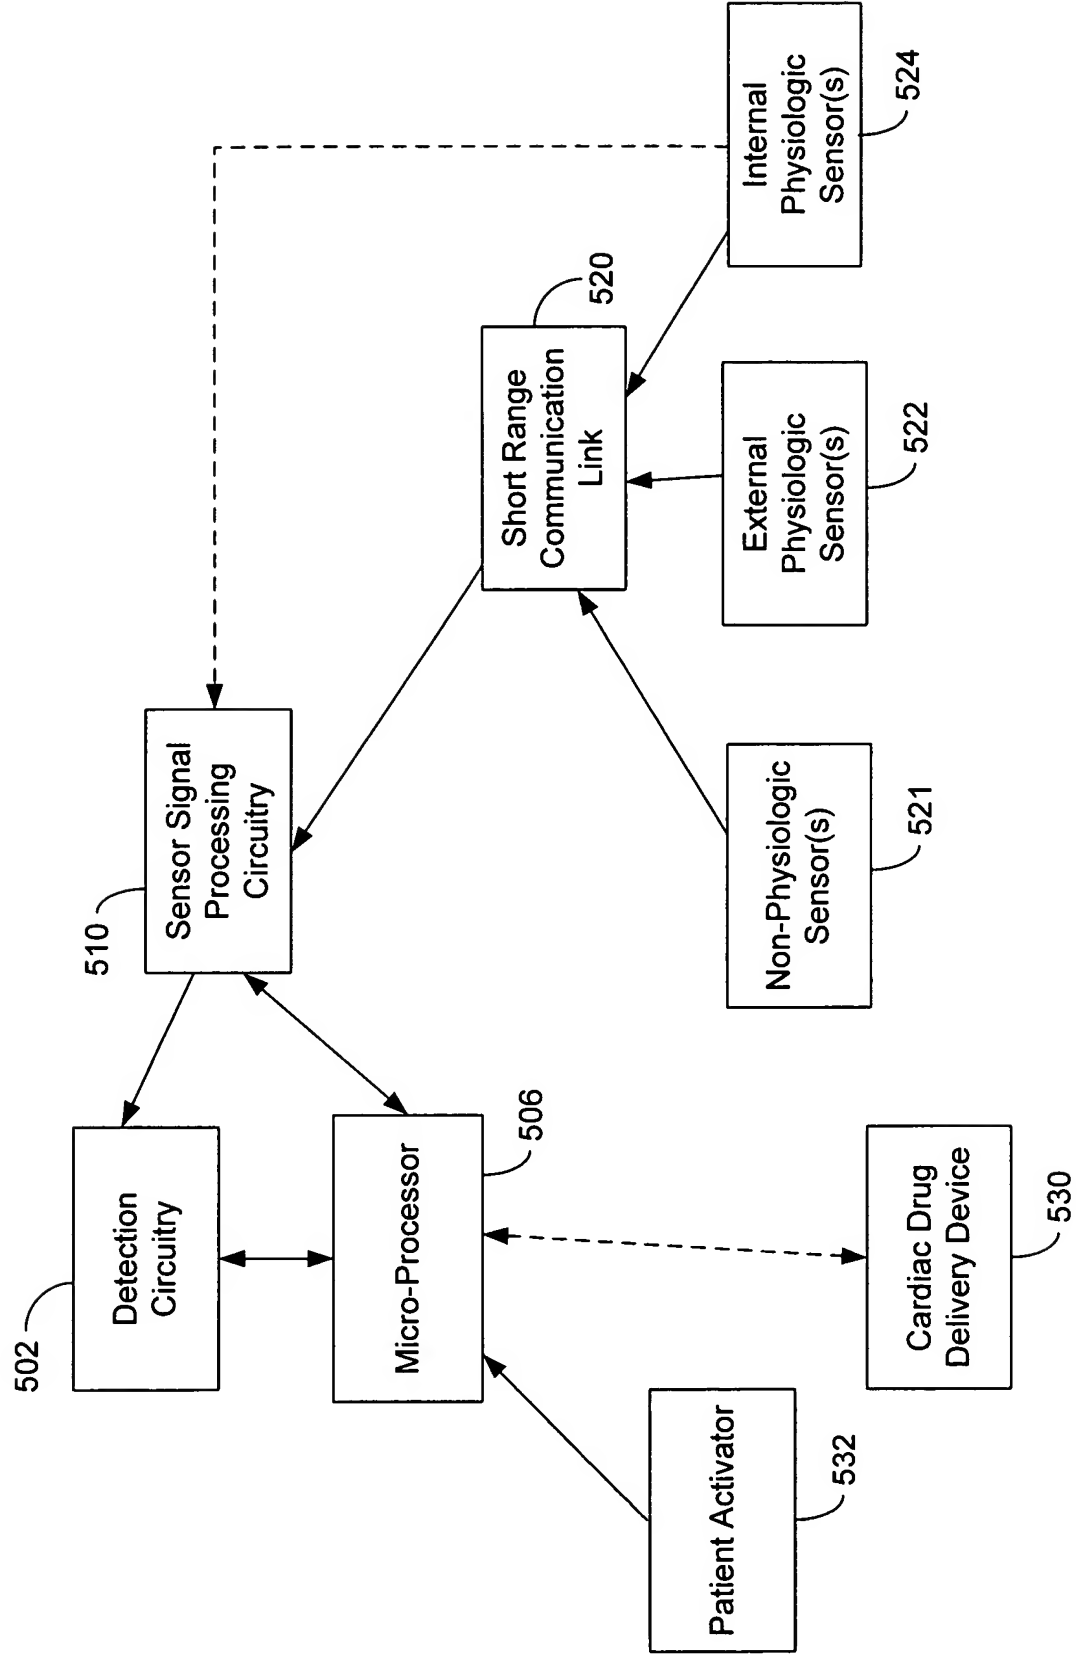 502
Detection
Circuitry
510
Sensor Signal
Processing
Circuitry
Micro-Processor
506
Short Range
Communication
Link
520
Patient Activator
532
Cardiac Drug
Delivery Device
530
Non-Physiologic
Sensor(s)
521
External
Physiologic
Sensor(s)
522
Internal
Physiologic
Sensor(s)
524